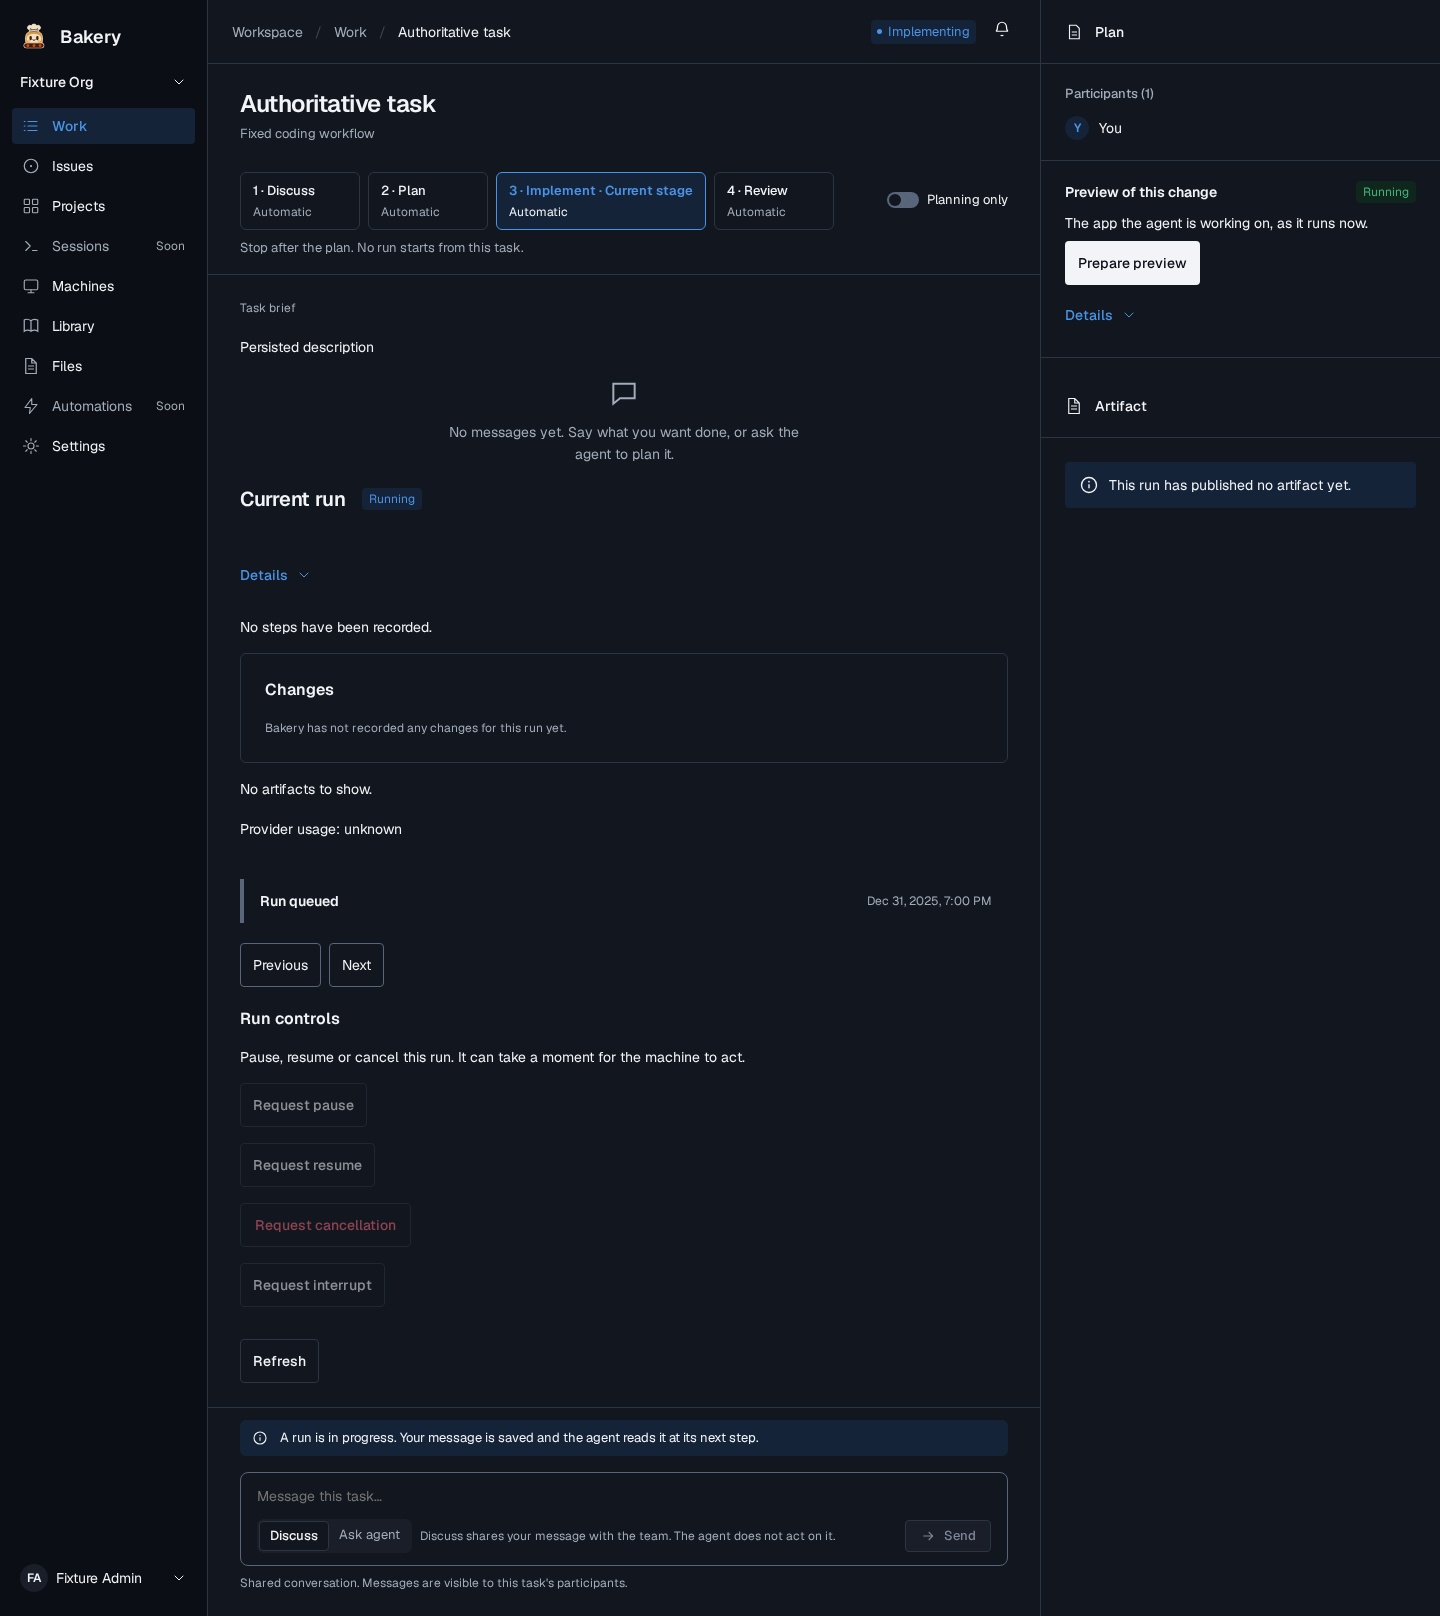 Bakery
Fixture Org
Work
Issues
Projects
Sessions Soon
Machines
Library
Files
Automations Soon
Settings
FA Fixture Admin
Workspace / Work / Authoritative task
Implementing
Authoritative task
Fixed coding workflow
1 · Discuss
Automatic
2 · Plan
Automatic
3 · Implement · Current stage
Automatic
4 · Review
Automatic
Planning only
Stop after the plan. No run starts from this task.
Task brief
Persisted description
No messages yet. Say what you want done, or ask the
agent to plan it.
Current run Running
Details
No steps have been recorded.
Changes
Bakery has not recorded any changes for this run yet.
No artifacts to show.
Provider usage: unknown
Run queued Dec 31, 2025, 7:00 PM
Previous Next
Run controls
Pause, resume or cancel this run. It can take a moment for the machine to act.
Request pause
Request resume
Request cancellation
Request interrupt
Refresh
A run is in progress. Your message is saved and the agent reads it at its next step.
Message this task...
Discuss Ask agent Discuss shares your message with the team. The agent does not act on it. Send
Shared conversation. Messages are visible to this task's participants.
Plan
Participants (1)
Y You
Preview of this change Running
The app the agent is working on, as it runs now.
Prepare preview
Details
Artifact
This run has published no artifact yet.